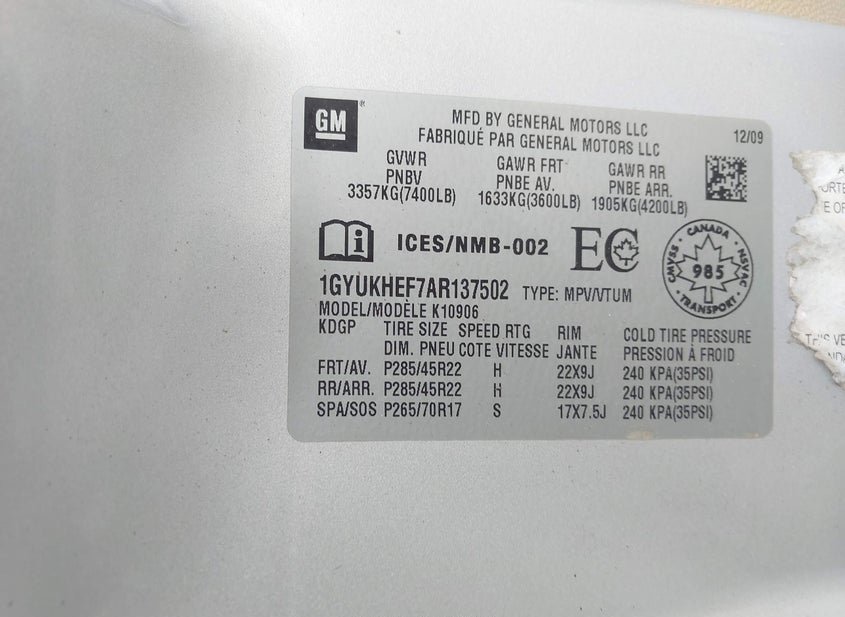 GM
MFD BY GENERAL MOTORS LLC
FABRIQUÉ PAR GENERAL MOTORS LLC
12/09
GVWR GAWR FRT GAWR RR
PNBV PNBE AV. PNBE ARR.
3357KG(7400LB) 1633KG(3600LB) 1905KG(4200LB)
ICES/NMB-002 EC
CANADA
CMVSS 985 NSVAC
TRANSPORT
1GYUKHEF7AR137502 TYPE: MPV/VTUM
MODEL/MODÈLE K10906
KDGP TIRE SIZE SPEED RTG RIM COLD TIRE PRESSURE
DIM. PNEU COTE VITESSE JANTE PRESSION À FROID
FRT/AV. P285/45R22 H 22X9J 240 KPA(35PSI)
RR/ARR. P285/45R22 H 22X9J 240 KPA(35PSI)
SPA/SOS P265/70R17 S 17X7.5J 240 KPA(35PSI)